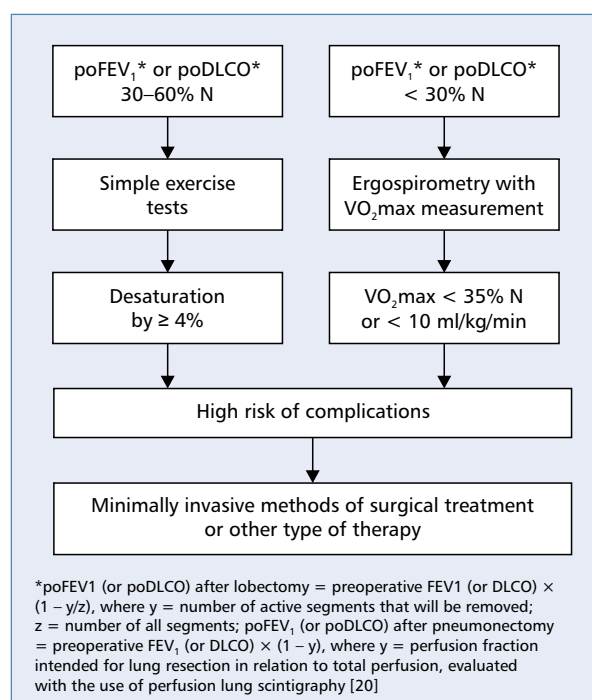 poFEV₁* or poDLCO*
30–60% N
poFEV₁* or poDLCO*
< 30% N
Simple exercise
tests
Ergospirometry with
VO₂max measurement
Desaturation
by ≥ 4%
VO₂max < 35% N
or < 10 ml/kg/min
High risk of complications
Minimally invasive methods of surgical treatment
or other type of therapy
*poFEV1 (or poDLCO) after lobectomy = preoperative FEV1 (or DLCO) ×
(1 – y/z), where y = number of active segments that will be removed;
z = number of all segments; poFEV₁ (or poDLCO) after pneumonectomy
= preoperative FEV₁ (or DLCO) × (1 – y), where y = perfusion fraction
intended for lung resection in relation to total perfusion, evaluated
with the use of perfusion lung scintigraphy [20]